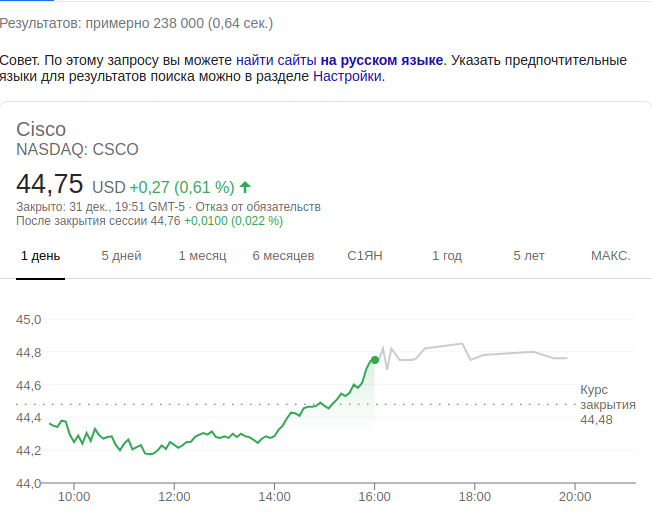 Результатов: примерно 238 000 (0,64 сек.)
Совет. По этому запросу вы можете найти сайты на русском языке. Указать предпочтительные
языки для результатов поиска можно в разделе Настройки.
Cisco
NASDAQ: CSCO
44,75 USD +0,27 (0,61 %)
Закрыто: 31 дек., 19:51 GMT-5 · Отказ от обязательств
После закрытия сессии 44,76 +0,0100 (0,022 %)
1 день 5 дней 1 месяц 6 месяцев С1ЯН 1 год 5 лет МАКС.
45,0
44,8
44,6
44,4
44,2
44,0
Курс
закрытия
44,48
10:00 12:00 14:00 16:00 18:00 20:00